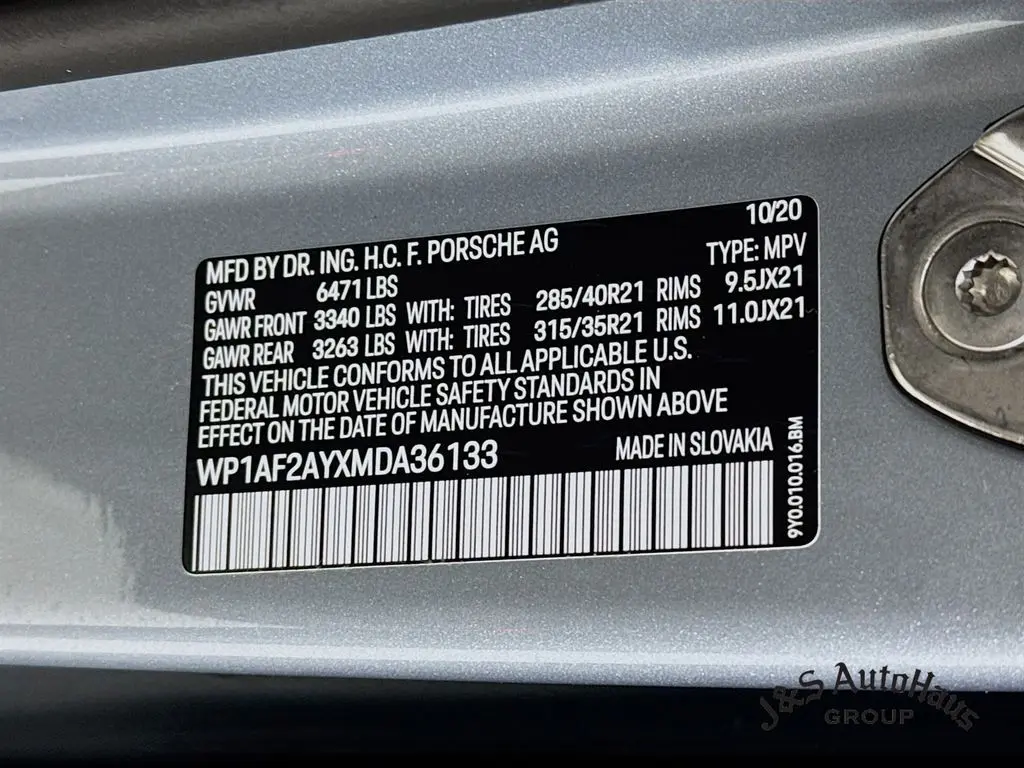 10/20
MFD BY DR. ING. H.C. F. PORSCHE AG
TYPE: MPV
GVWR 6471 LBS
GAWR FRONT 3340 LBS WITH: TIRES 285/40R21 RIMS 9.5JX21
GAWR REAR 3263 LBS WITH: TIRES 315/35R21 RIMS 11.0JX21
THIS VEHICLE CONFORMS TO ALL APPLICABLE U.S.
FEDERAL MOTOR VEHICLE SAFETY STANDARDS IN
EFFECT ON THE DATE OF MANUFACTURE SHOWN ABOVE
WP1AF2AYXMDA36133 MADE IN SLOVAKIA
9Y0.010.016.BM
J&S AutoHaus
GROUP